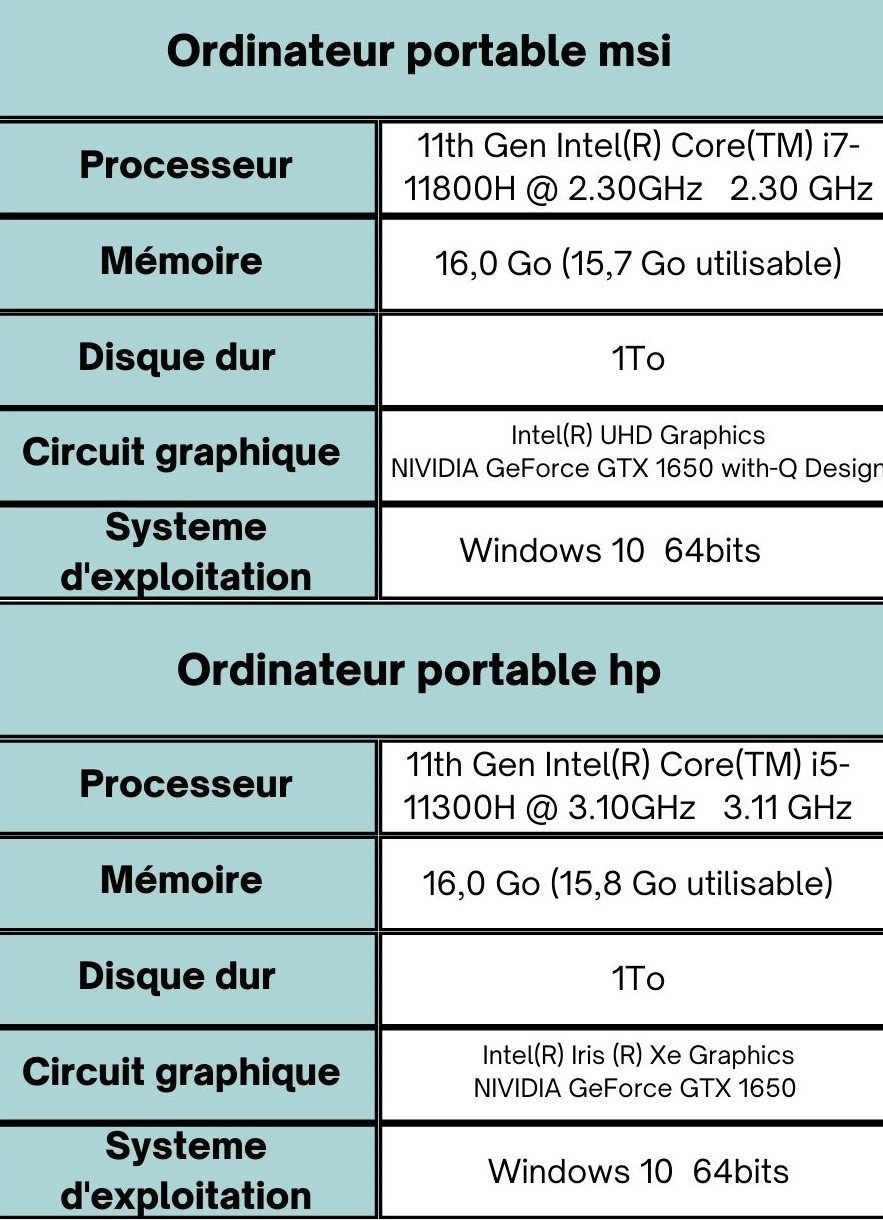 Ordinateur portable msi
Processeur
11th Gen Intel(R) Core(TM) i7-
11800H @ 2.30GHz   2.30 GHz
Mémoire
16,0 Go (15,7 Go utilisable)
Disque dur
1To
Circuit graphique
Intel(R) UHD Graphics
NIVIDIA GeForce GTX 1650 with-Q Design
Systeme
d'exploitation
Windows 10  64bits
Ordinateur portable hp
Processeur
11th Gen Intel(R) Core(TM) i5-
11300H @ 3.10GHz   3.11 GHz
Mémoire
16,0 Go (15,8 Go utilisable)
Disque dur
1To
Circuit graphique
Intel(R) Iris (R) Xe Graphics
NIVIDIA GeForce GTX 1650
Systeme
d'exploitation
Windows 10  64bits